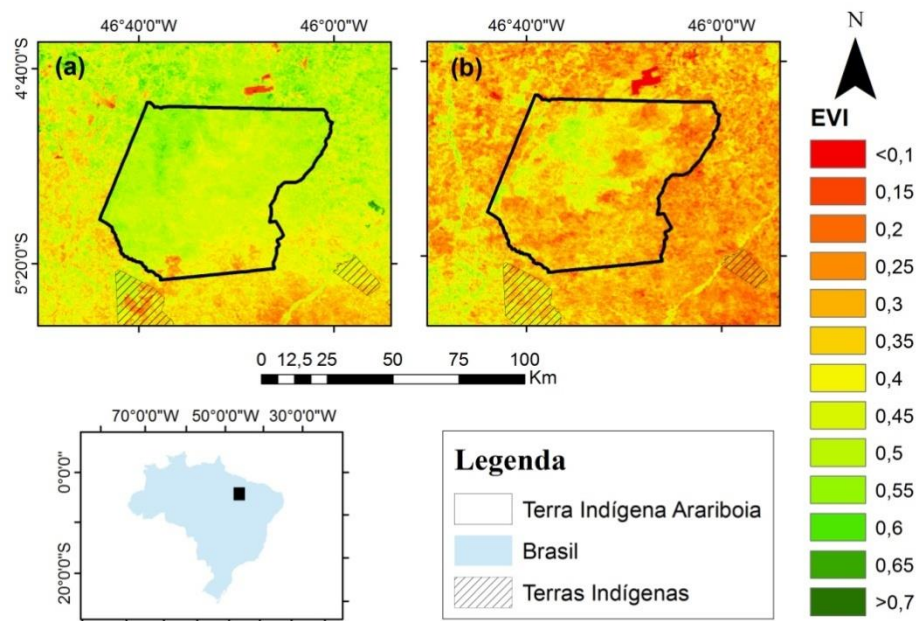 46°40'0"W 46°0'0"W
46°40'0"W 46°0'0"W
N
4°40'0"S
5°20'0"S
(a)
(b)
EVI
<0,1
0,15
0,2
0,25
0,3
0,35
0,4
0,45
0,5
0,55
0,6
0,65
>0,7
0 12,5 25 50 75 100
Km
70°0'0"W 50°0'0"W 30°0'0"W
0°0'0"
20°0'0"S
Legenda
Terra Indígena Arariboia
Brasil
Terras Indígenas